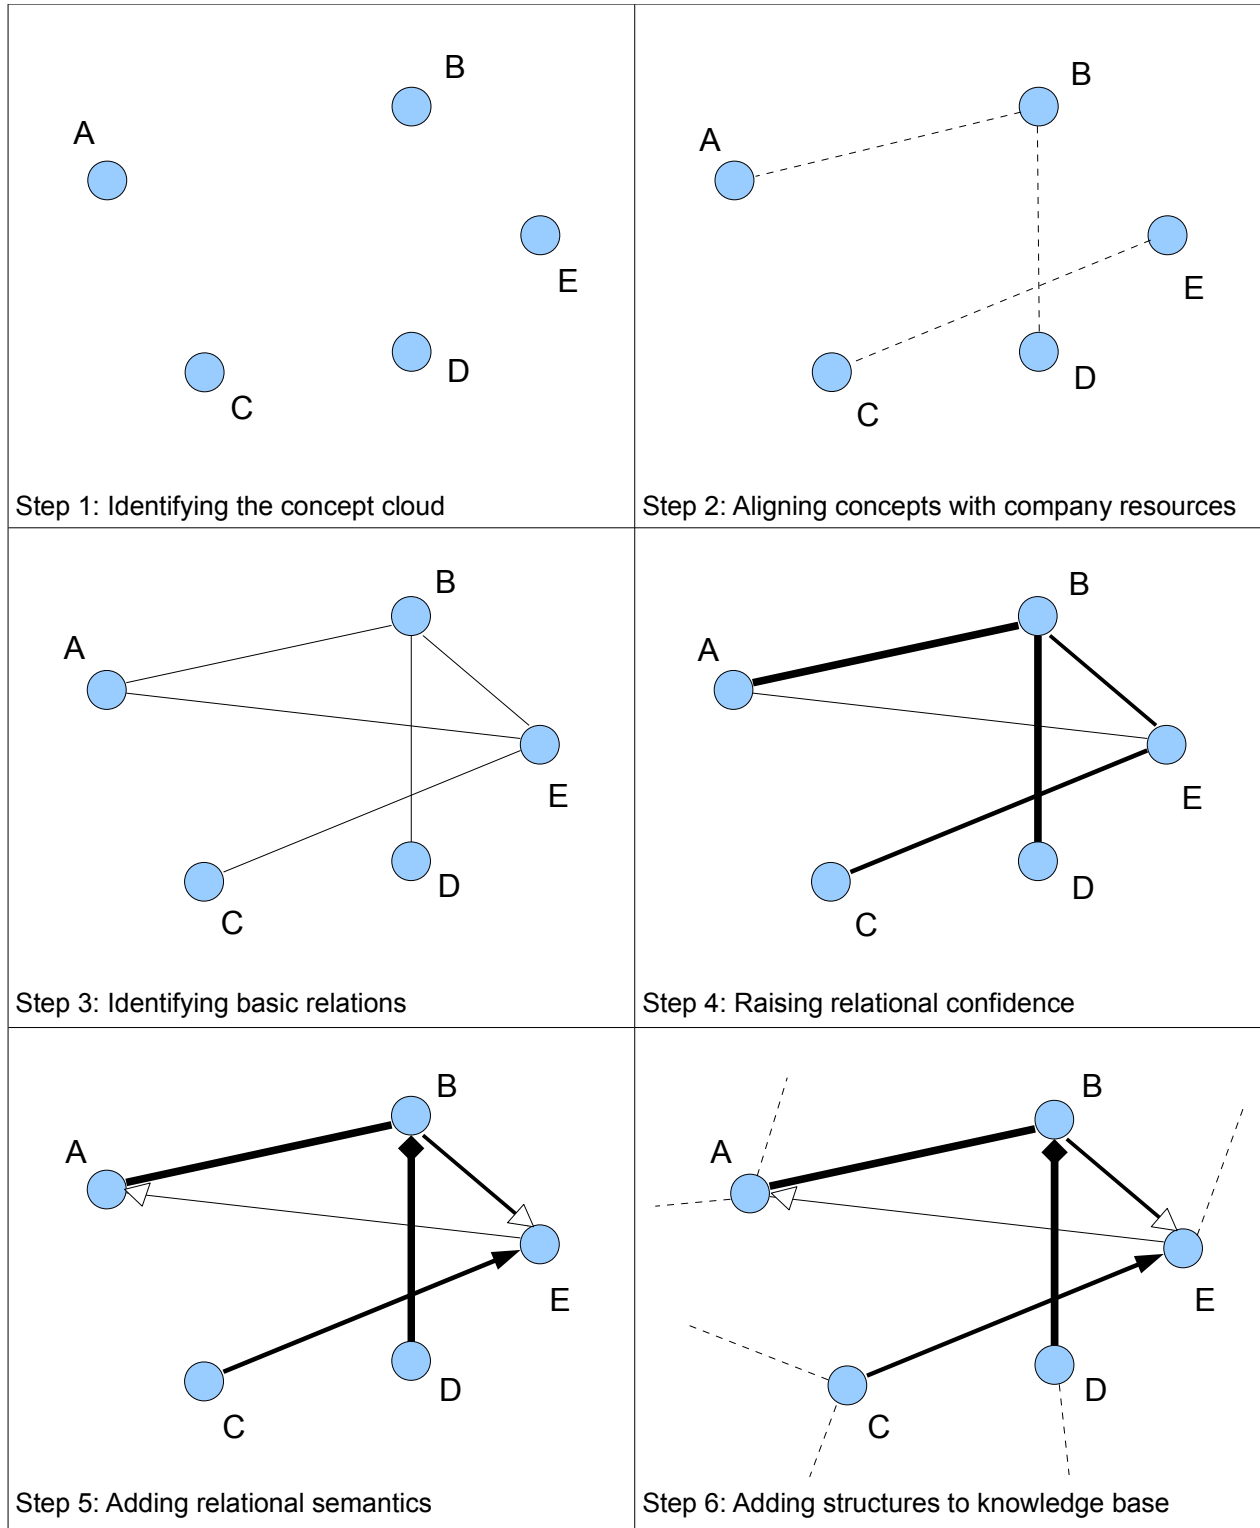 B
A
E
D
C
Step 1: Identifying the concept cloud
B
A
E
D
C
Step 2: Aligning concepts with company resources
B
A
E
D
C
Step 3: Identifying basic relations
B
A
E
D
C
Step 4: Raising relational confidence
B
A
E
D
C
Step 5: Adding relational semantics
B
A
E
D
C
Step 6: Adding structures to knowledge base